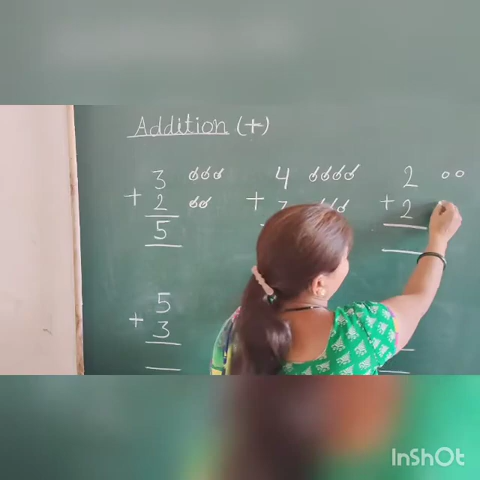 Addition (+)
3 4 2
+ 2 + + 2
5
5
+ 3
InShOt